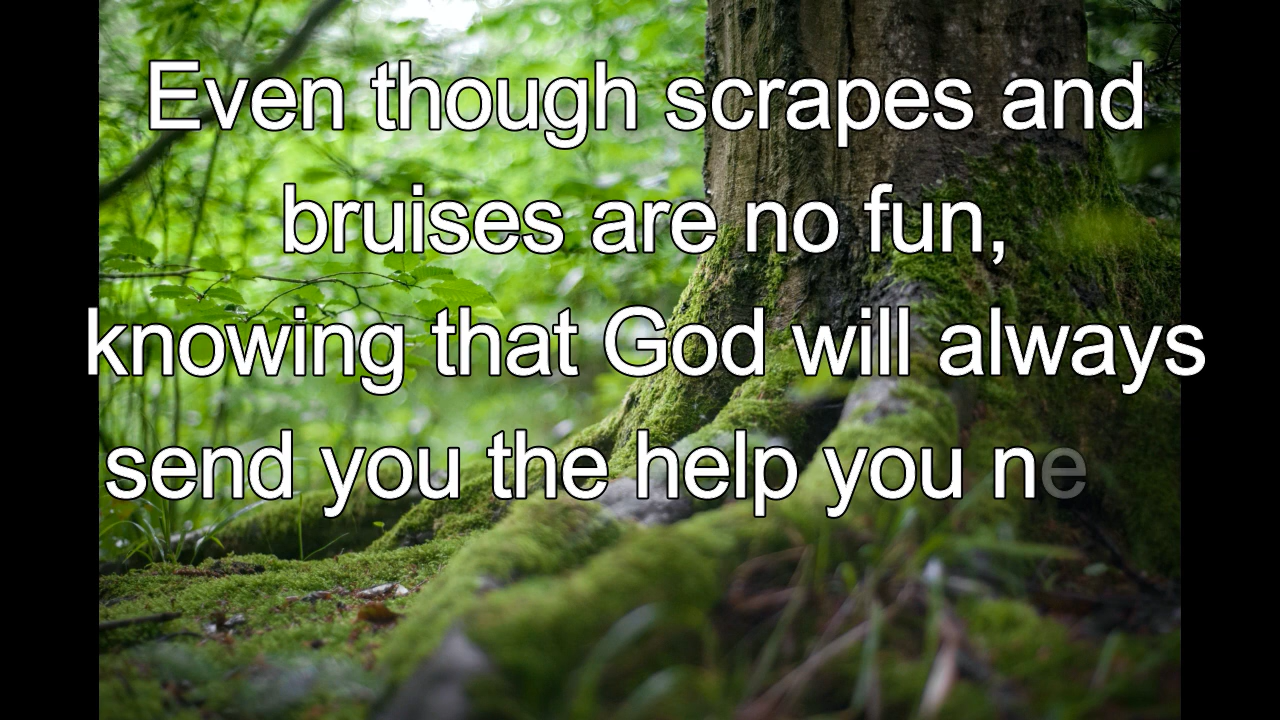 Even though scrapes and
bruises are no fun,
knowing that God will always
send you the help you ne